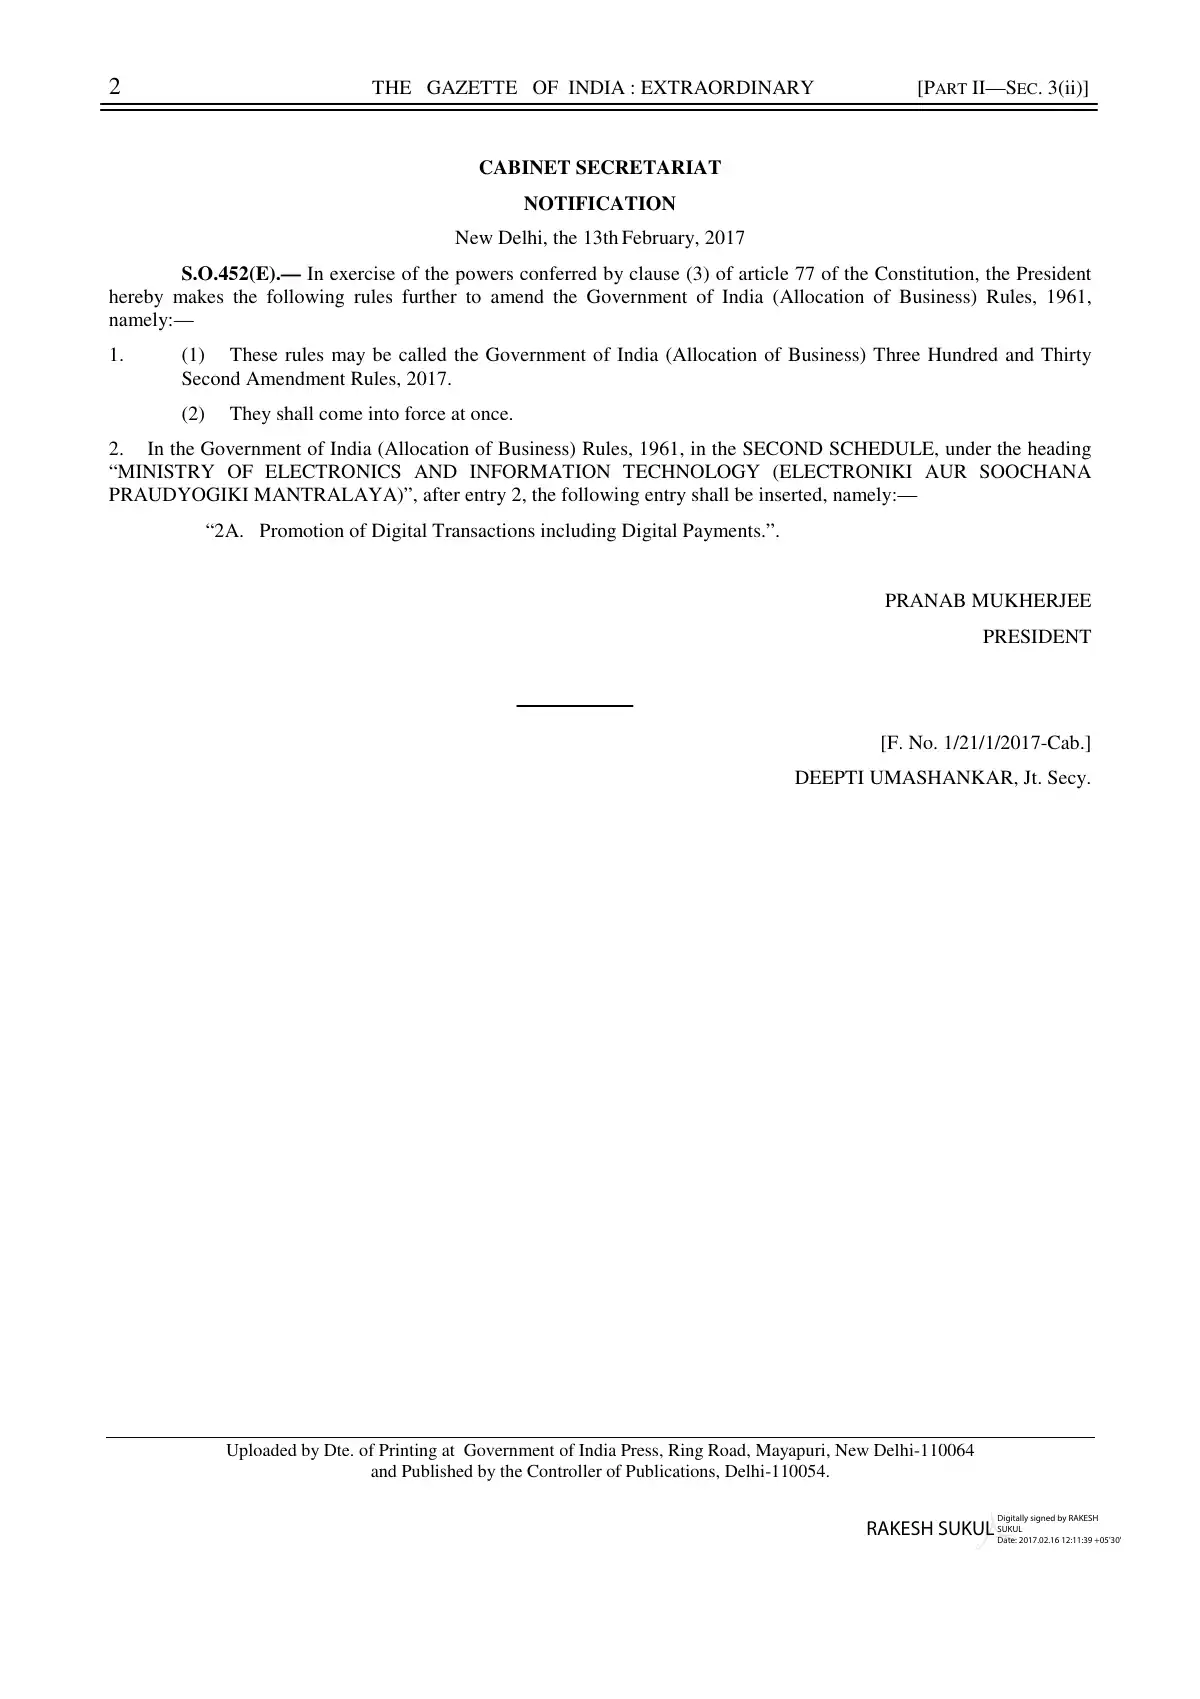 2 THE GAZETTE OF INDIA : EXTRAORDINARY [PART II—SEC. 3(ii)]
CABINET SECRETARIAT
NOTIFICATION
New Delhi, the 13th February, 2017
S.O.452(E).— In exercise of the powers conferred by clause (3) of article 77 of the Constitution, the President
hereby makes the following rules further to amend the Government of India (Allocation of Business) Rules, 1961,
namely:—
1. (1) These rules may be called the Government of India (Allocation of Business) Three Hundred and Thirty
Second Amendment Rules, 2017.
(2) They shall come into force at once.
2. In the Government of India (Allocation of Business) Rules, 1961, in the SECOND SCHEDULE, under the heading
“MINISTRY OF ELECTRONICS AND INFORMATION TECHNOLOGY (ELECTRONIKI AUR SOOCHANA
PRAUDYOGIKI MANTRALAYA)”, after entry 2, the following entry shall be inserted, namely:—
“2A. Promotion of Digital Transactions including Digital Payments.”.
PRANAB MUKHERJEE
PRESIDENT
[F. No. 1/21/1/2017-Cab.]
DEEPTI UMASHANKAR, Jt. Secy.
Uploaded by Dte. of Printing at Government of India Press, Ring Road, Mayapuri, New Delhi-110064
and Published by the Controller of Publications, Delhi-110054.
RAKESH SUKUL
Digitally signed by RAKESH
SUKUL
Date: 2017.02.16 12:11:39 +05'30'